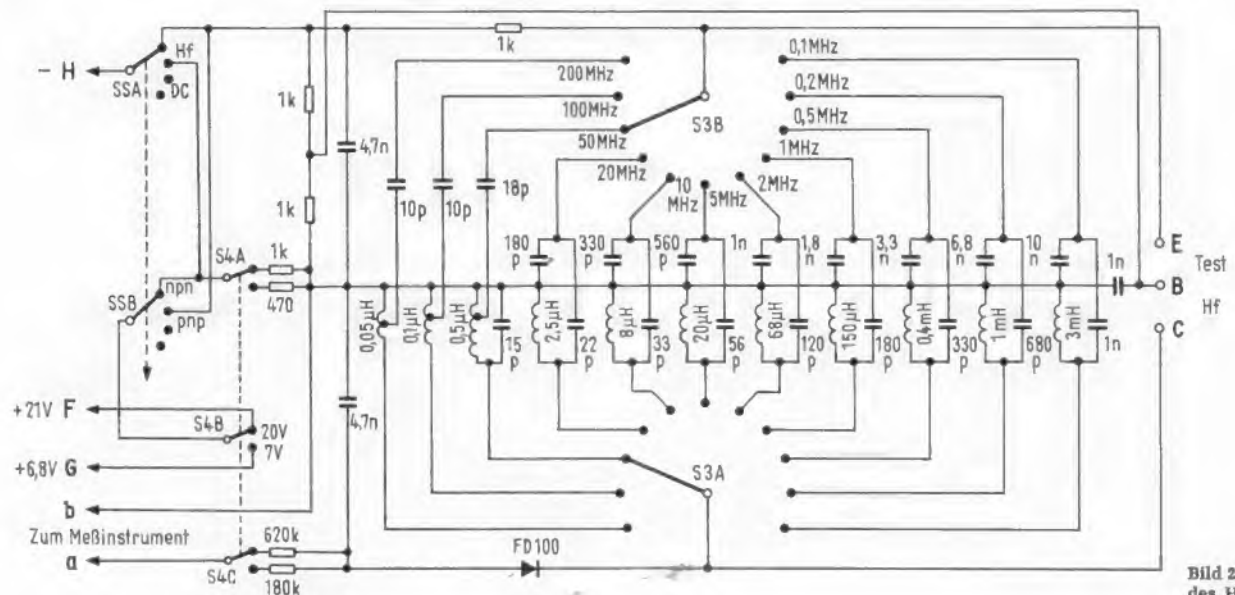 Hf
- H
SSA
DC
1k
1k
4,7n
1k
200MHz
100MHz
50MHz
20MHz
10 MHz
5MHz
2MHz
1MHz
0,5MHz
0,2MHz
0,1MHz
S3B
10p
10p
18p
180 p
330 p
560 p
1n
1,8 n
3,3 n
6,8 n
10 n
1n
E
B
C
Test
Hf
S4A
1k
470
npn
pnp
SSB
0,05µH
0,1µH
0,5µH
15 p
2,5µH
22 p
8µH
33 p
20µH
56 p
68µH
120 p
150µH
180 p
0,4mH
330 p
1mH
680 p
3mH
1n
+21V F
S4B
20V
7V
+6,8V G
b
Zum Meßinstrument
a
S4C
620k
180k
4,7n
FD100
S3A
Bild 2
des H